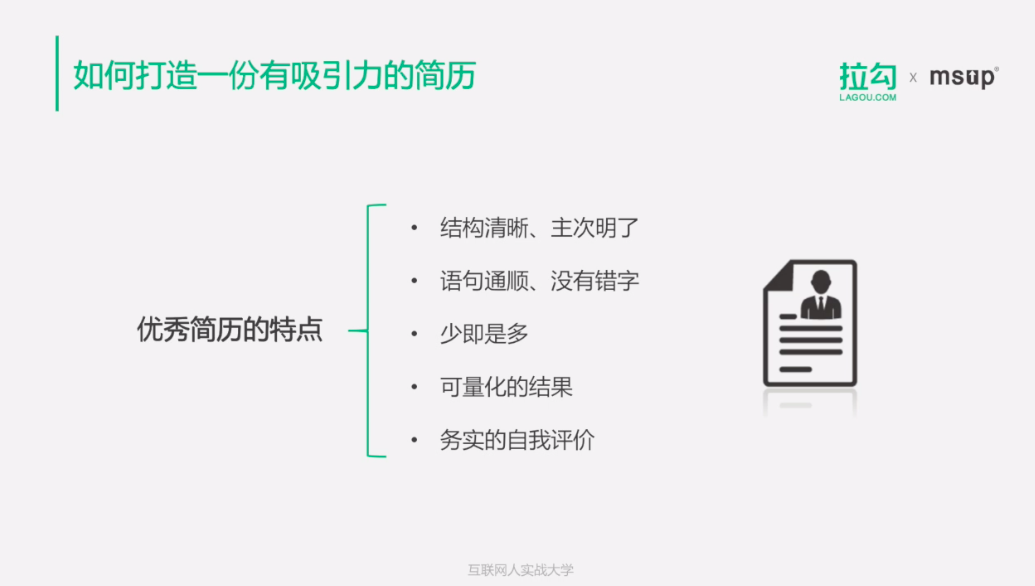 如何打造一份有吸引力的简历
拉勾 x msup®
LAGOU.COM
优秀简历的特点
• 结构清晰、主次明了
• 语句通顺、没有错字
• 少即是多
• 可量化的结果
• 务实的自我评价
互联网人实战大学